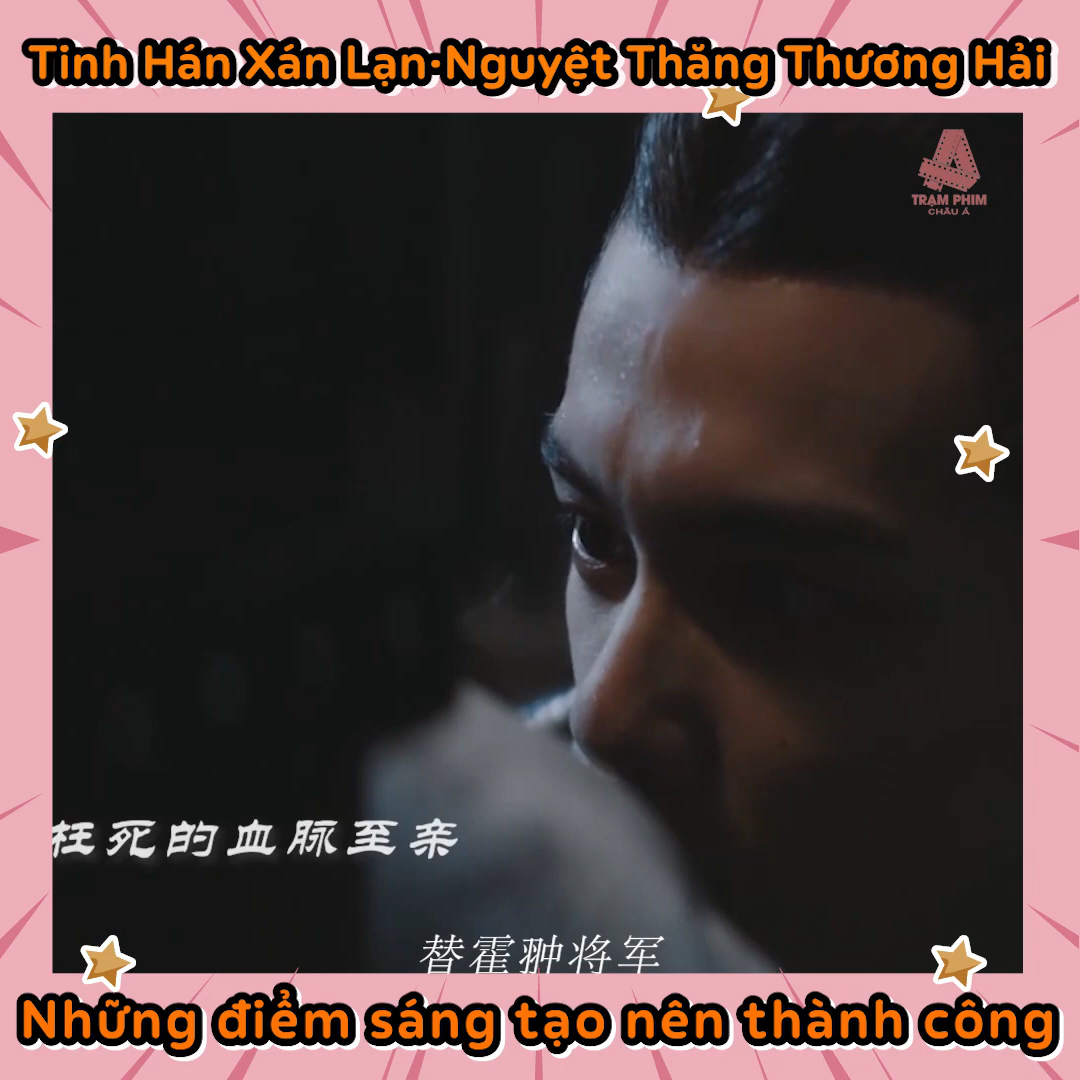 Tinh Hán Xán Lạn·Nguyệt Thăng Thương Hải
TRẠM PHIM
CHÂU Á
枉死的血脉至亲
替霍翀将军
Những điểm sáng tạo nên thành công